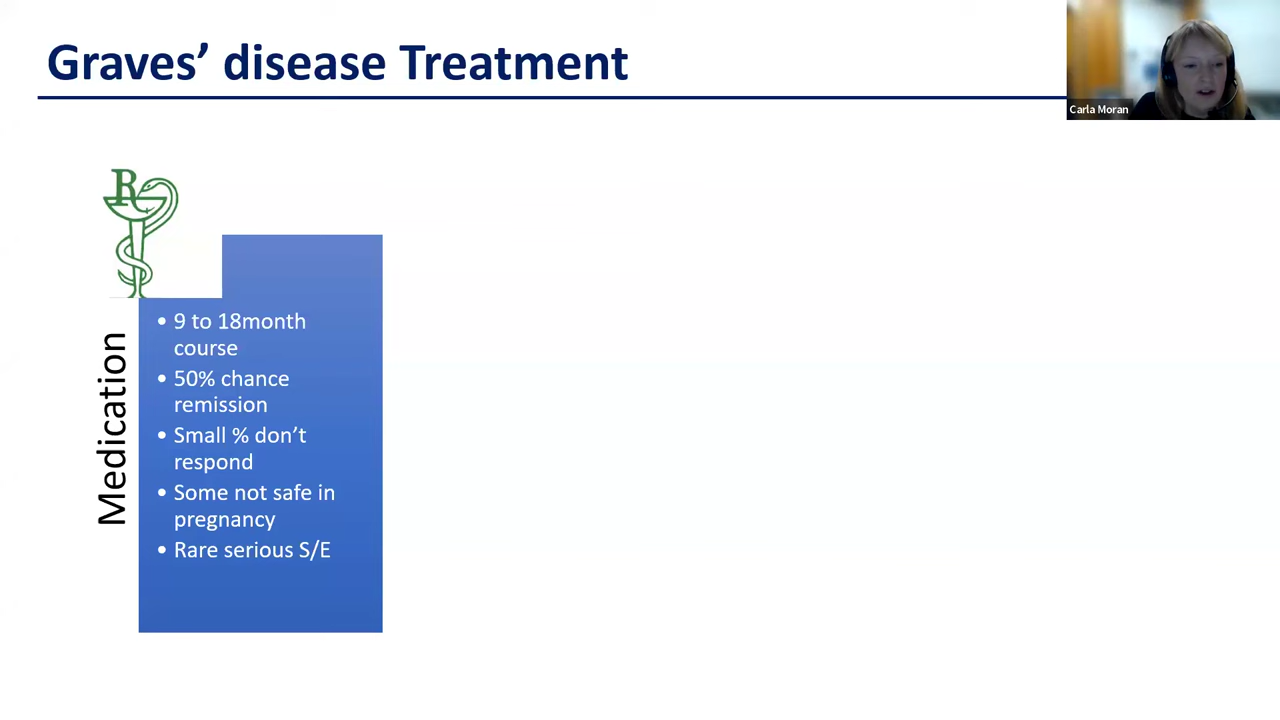 Graves’ disease Treatment
Carla Moran
R
Medication
• 9 to 18month
course
• 50% chance
remission
• Small % don’t
respond
• Some not safe in
pregnancy
• Rare serious S/E